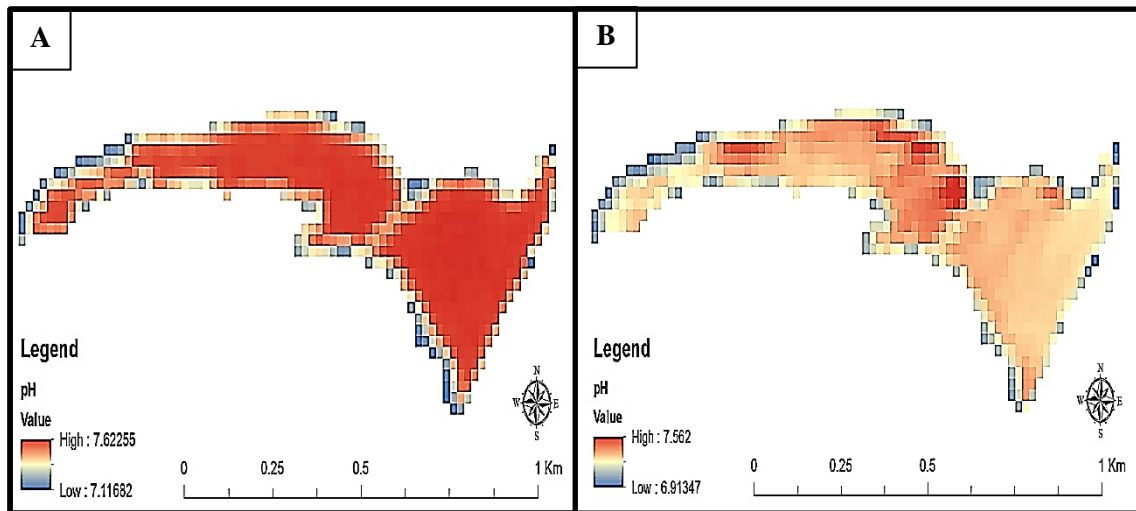 A
Legend
pH
Value
High : 7.62255
Low : 7.11682
N
W E
S
0 0.25 0.5 1 Km
B
Legend
pH
Value
High : 7.562
Low : 6.91347
N
W E
S
0 0.25 0.5 1 Km